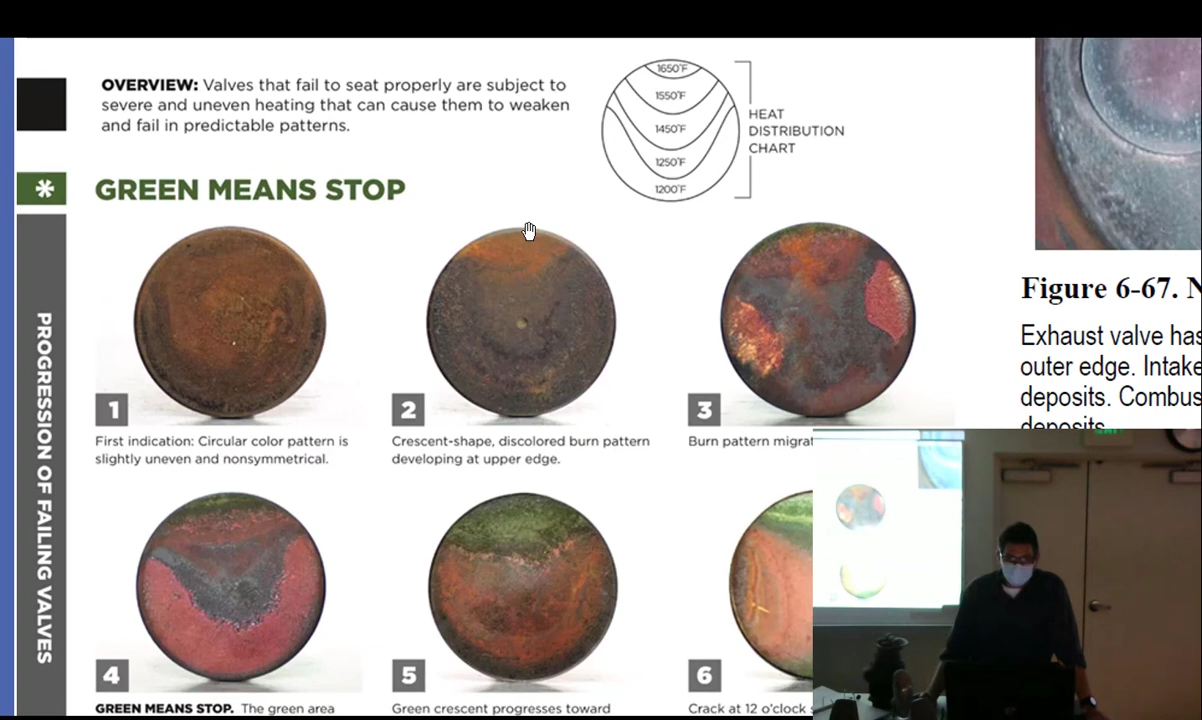 OVERVIEW: Valves that fail to seat properly are subject to
severe and uneven heating that can cause them to weaken
and fail in predictable patterns.
1650°F
1550°F
1450°F
1250°F
1200°F
HEAT
DISTRIBUTION
CHART
*
GREEN MEANS STOP
PROGRESSION OF FAILING VALVES
1
First indication: Circular color pattern is
slightly uneven and nonsymmetrical.
2
Crescent-shape, discolored burn pattern
developing at upper edge.
3
Burn pattern migrat
4
GREEN MEANS STOP. The green area
5
Green crescent progresses toward
6
Crack at 12 o'clock s
Figure 6-67. N
Exhaust valve has
outer edge. Intake
deposits. Combus
deposits